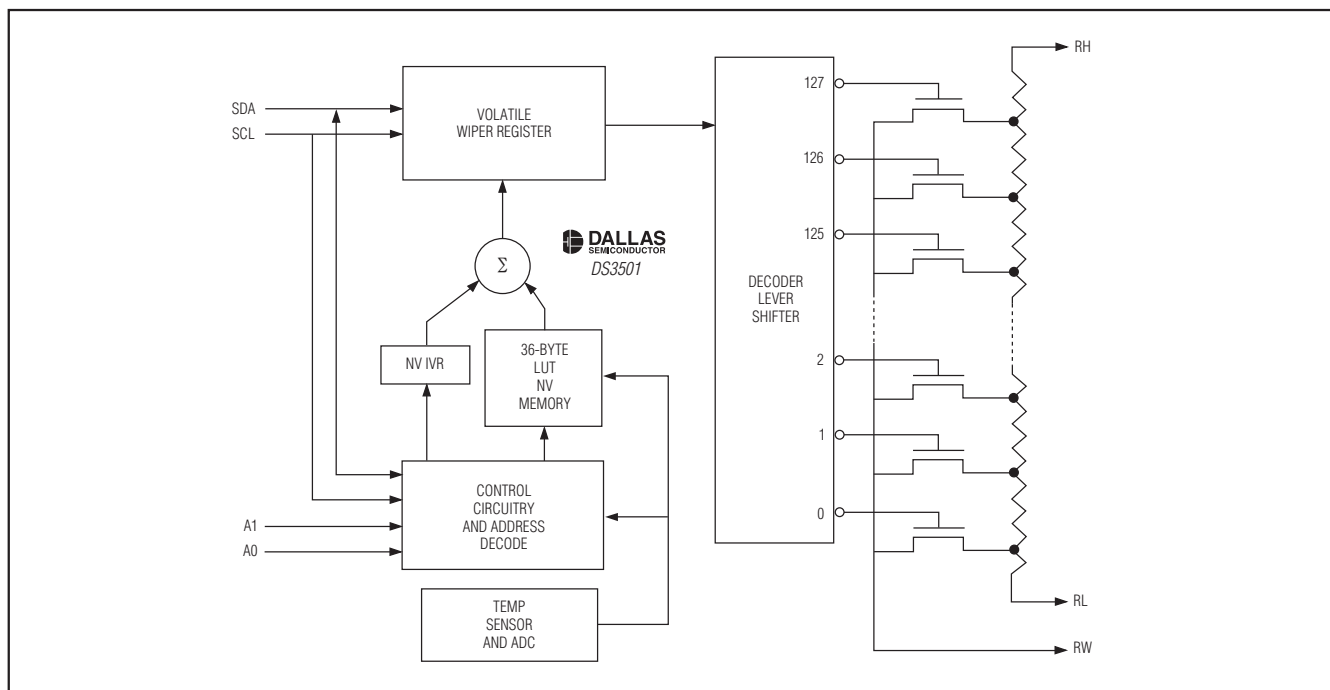 SDA
SCL
A1
A0
VOLATILE
WIPER REGISTER
Σ
DALLAS
SEMICONDUCTOR
DS3501
NV IVR
36-BYTE
LUT
NV
MEMORY
CONTROL
CIRCUITRY
AND ADDRESS
DECODE
TEMP
SENSOR
AND ADC
DECODER
LEVER
SHIFTER
127
126
125
2
1
0
RH
RL
RW